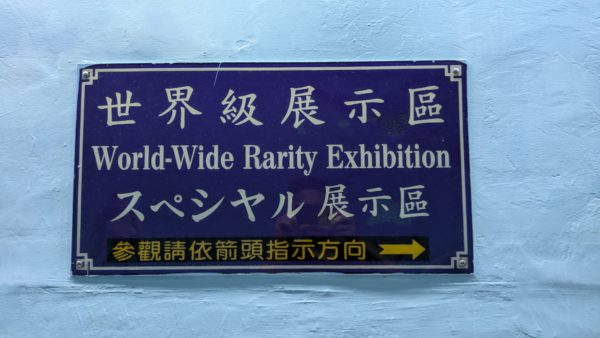 世界級展示區
World-Wide Rarity Exhibition
スペシャル展示區
參觀請依箭頭指示方向